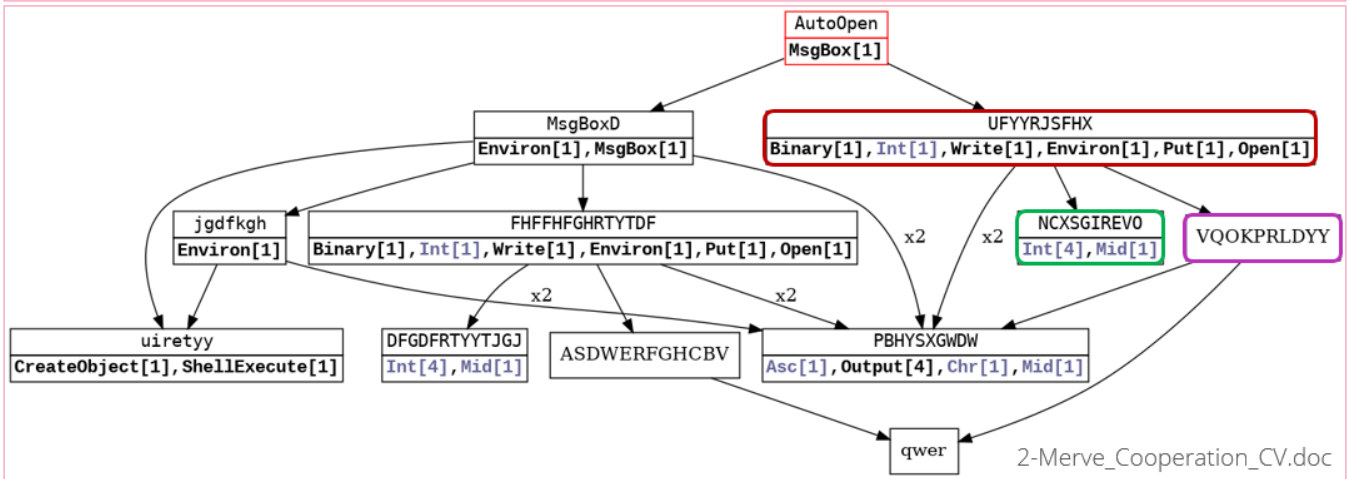 AutoOpen
MsgBox[1]
MsgBoxD
Environ[1],MsgBox[1]
UFYYRJSFHX
Binary[1],Int[1],Write[1],Environ[1],Put[1],Open[1]
jgdfkgh
Environ[1]
FHFFHFGHRTYTDF
Binary[1],Int[1],Write[1],Environ[1],Put[1],Open[1]
x2
x2
NCXSGIREVO
Int[4],Mid[1]
VQOKPRLDYY
x2
x2
uiretyy
CreateObject[1],ShellExecute[1]
DFGDFRTYYTJGJ
Int[4],Mid[1]
ASDWERFGHCBV
PBHYSXGWDW
Asc[1],Output[4],Chr[1],Mid[1]
qwer
2-Merve_Cooperation_CV.doc